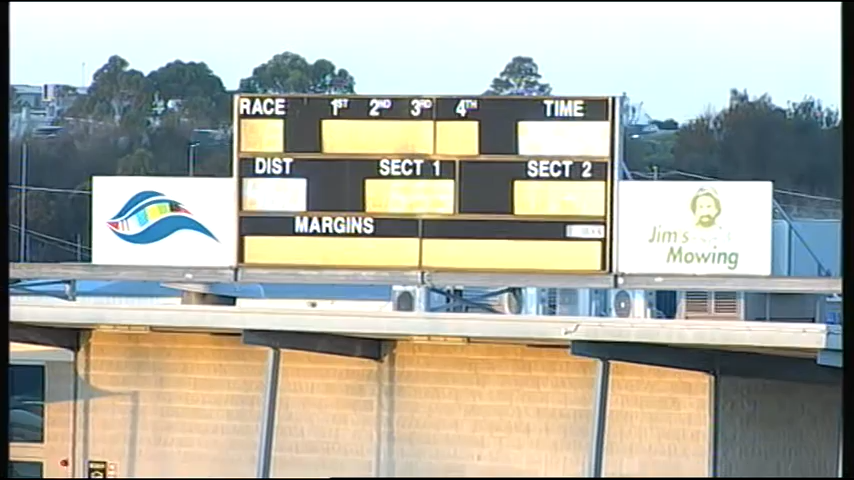 RACE 1ST 2ND 3RD 4TH TIME
DIST SECT 1 SECT 2
MARGINS
Jim's
Mowing